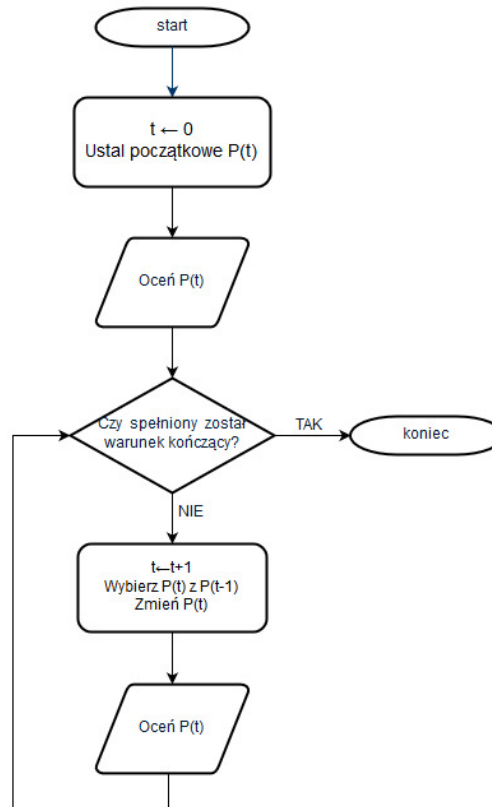 start
t ← 0
Ustal początkowe P(t)
Oceń P(t)
Czy spełniony został
warunek kończący?
TAK
koniec
NIE
t←t+1
Wybierz P(t) z P(t-1)
Zmień P(t)
Oceń P(t)